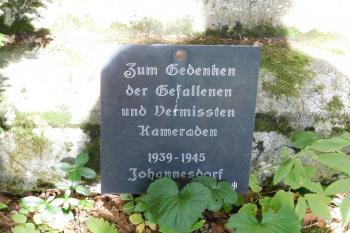 Zum Gedenken
der Gefallenen
und Vermissten
Kameraden
1939-1945
Johannesdorf